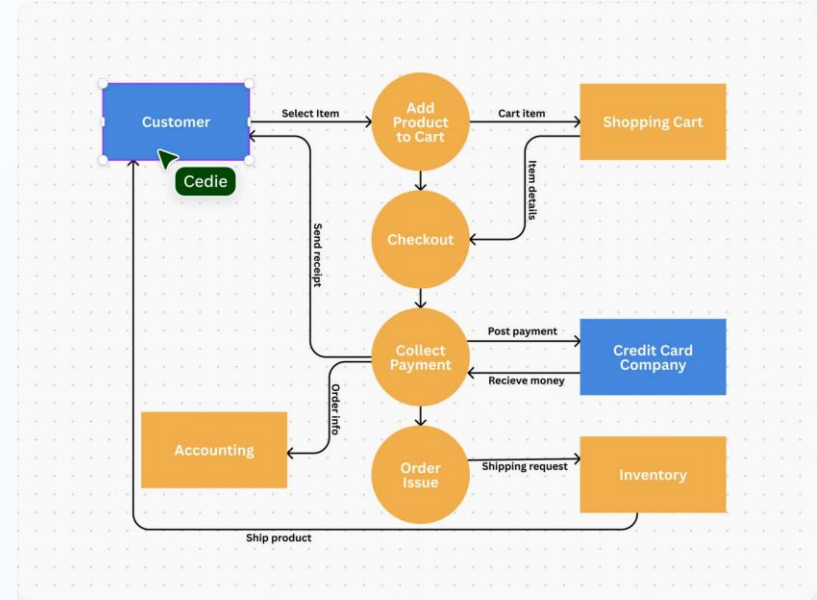 Customer
Cedie
Select Item
Add
Product
to Cart
Cart item
Shopping Cart
Item details
Checkout
Send receipt
Collect
Payment
Post payment
Recieve money
Credit Card
Company
Order info
Accounting
Order
Issue
Shipping request
Inventory
Ship product